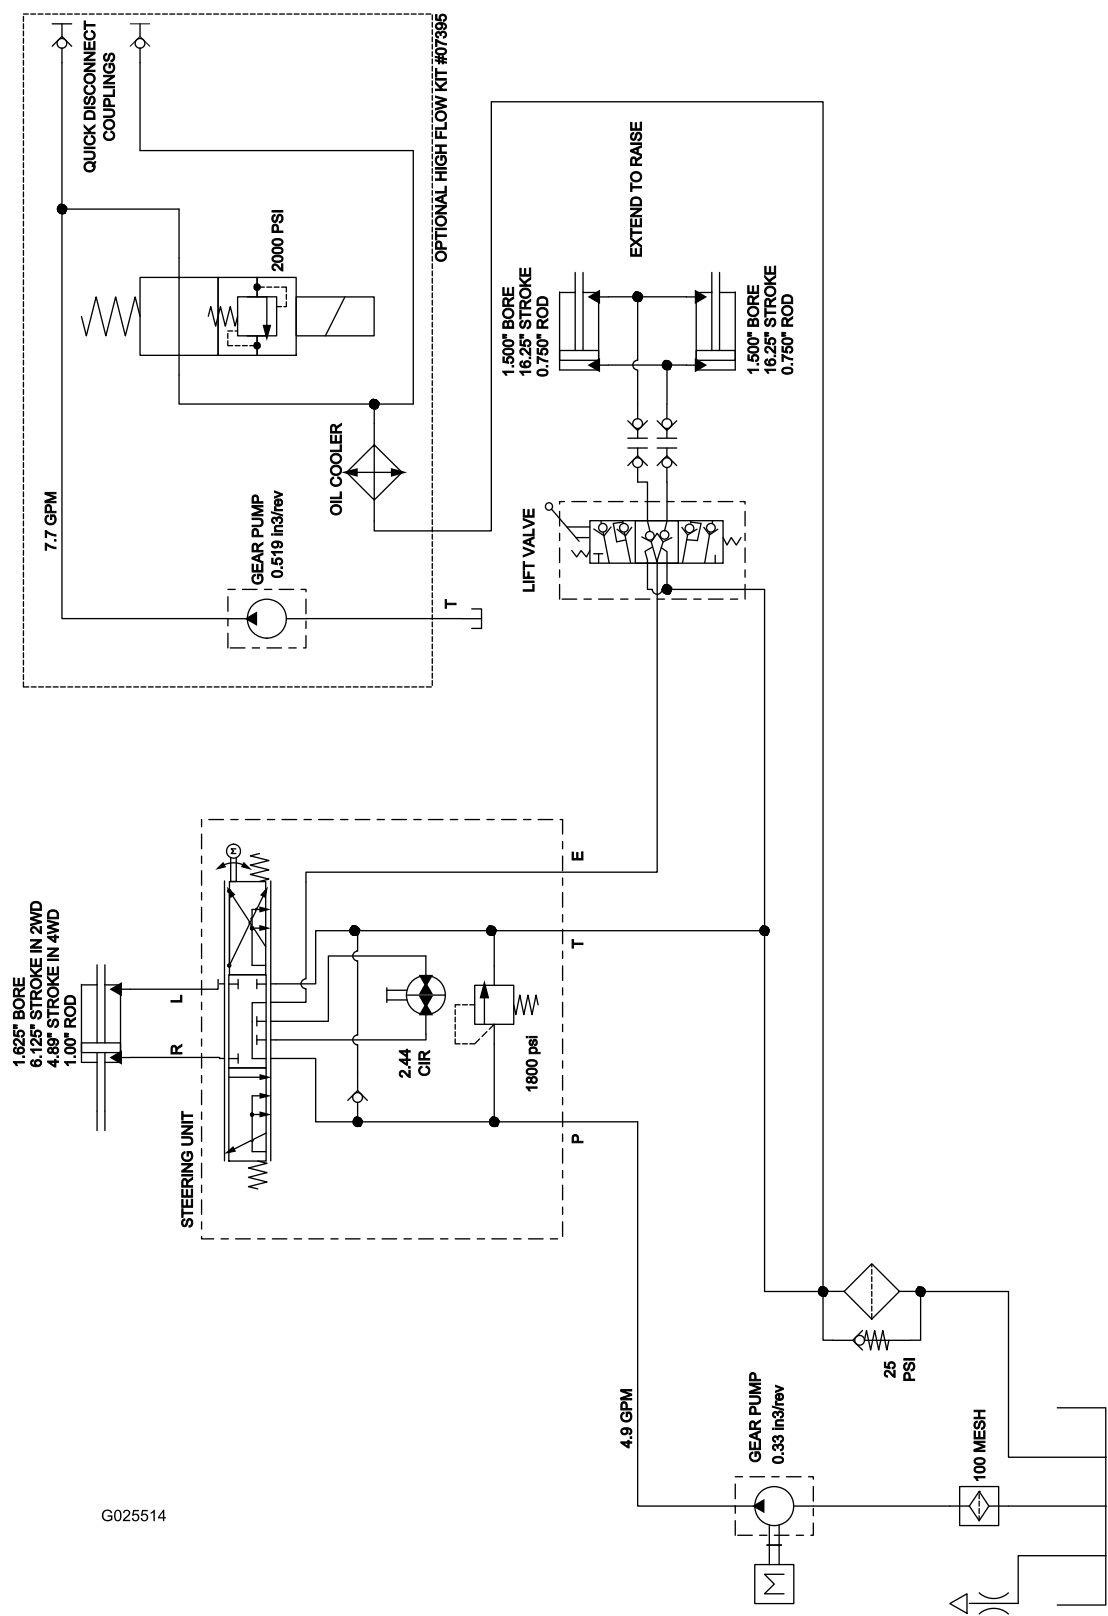 QUICK DISCONNECT
COUPLINGS
OPTIONAL HIGH FLOW KIT #07395
2000 PSI
OIL COOLER
7.7 GPM
GEAR PUMP
0.519 in3/rev
T
EXTEND TO RAISE
1.500" BORE
16.25" STROKE
0.750" ROD
1.500" BORE
16.25" STROKE
0.750" ROD
LIFT VALVE
1.625" BORE
6.125" STROKE IN 2WD
4.89" STROKE IN 4WD
1.00" ROD
L
R
STEERING UNIT
M
E
T
P
2.44
CIR
1800 psi
25
PSI
4.9 GPM
GEAR PUMP
0.33 in3/rev
M
100 MESH
G025514